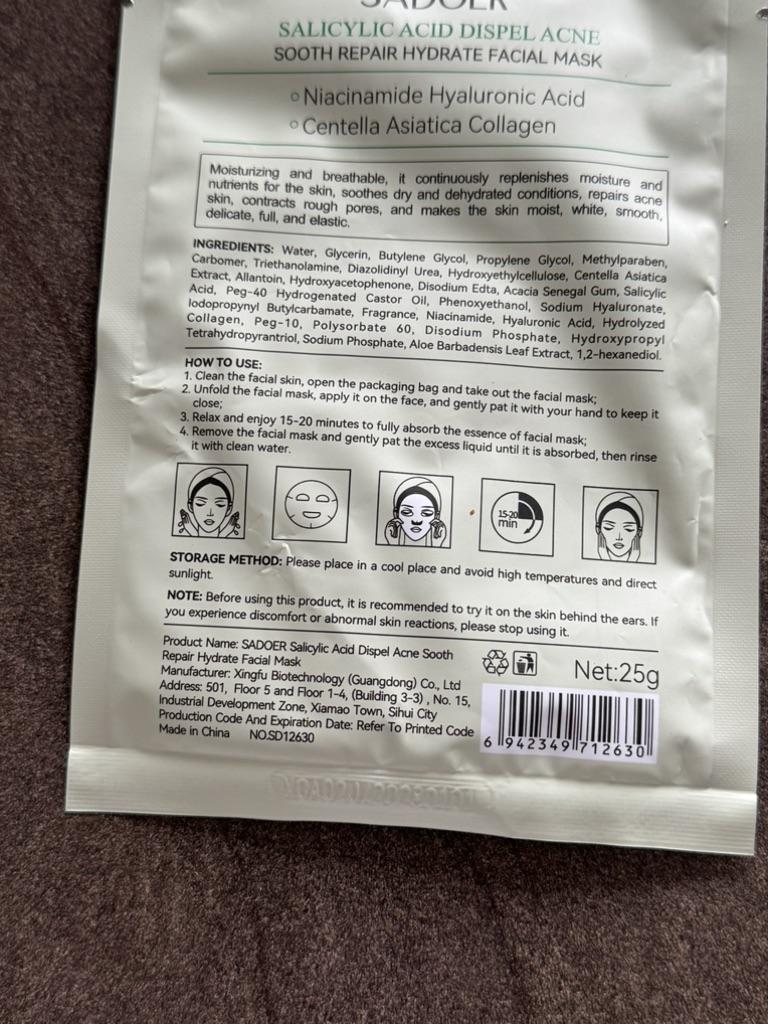 SADOER
SALICYLIC ACID DISPEL ACNE
SOOTH REPAIR HYDRATE FACIAL MASK
Niacinamide Hyaluronic Acid
Centella Asiatica Collagen
Moisturizing and breathable, it continuously replenishes moisture and
nutrients for the skin, soothes dry and dehydrated conditions, repairs acne
skin, contracts rough pores, and makes the skin moist, white, smooth,
delicate, full, and elastic.
INGREDIENTS: Water, Glycerin, Butylene Glycol, Propylene Glycol, Methylparaben,
Carbomer, Triethanolamine, Diazolidinyl Urea, Hydroxyethylcellulose, Centella Asiatica
Extract, Allantoin, Hydroxyacetophenone, Disodium Edta, Acacia Senegal Gum, Salicylic
Acid, Peg-40 Hydrogenated Castor Oil, Phenoxyethanol, Sodium Hyaluronate,
Iodopropynyl Butylcarbamate, Fragrance, Niacinamide, Hyaluronic Acid, Hydrolyzed
Collagen, Peg-10, Polysorbate 60, Disodium Phosphate, Hydroxypropyl
Tetrahydropyrantriol, Sodium Phosphate, Aloe Barbadensis Leaf Extract, 1,2-hexanediol.
HOW TO USE:
1. Clean the facial skin, open the packaging bag and take out the facial mask;
2. Unfold the facial mask, apply it on the face, and gently pat it with your hand to keep it
close;
3. Relax and enjoy 15-20 minutes to fully absorb the essence of facial mask;
4. Remove the facial mask and gently pat the excess liquid until it is absorbed, then rinse
it with clean water.
15-20
min
STORAGE METHOD: Please place in a cool place and avoid high temperatures and direct
sunlight.
NOTE: Before using this product, it is recommended to try it on the skin behind the ears. If
you experience discomfort or abnormal skin reactions, please stop using it.
Product Name: SADOER Salicylic Acid Dispel Acne Sooth
Repair Hydrate Facial Mask
Manufacturer: Xingfu Biotechnology (Guangdong) Co., Ltd
Address: 501, Floor 5 and Floor 1-4, (Building 3-3) , No. 15,
Industrial Development Zone, Xiamao Town, Sihui City
Production Code And Expiration Date: Refer To Printed Code
Made in China NO.SD12630
Net:25g
6 942349 712630